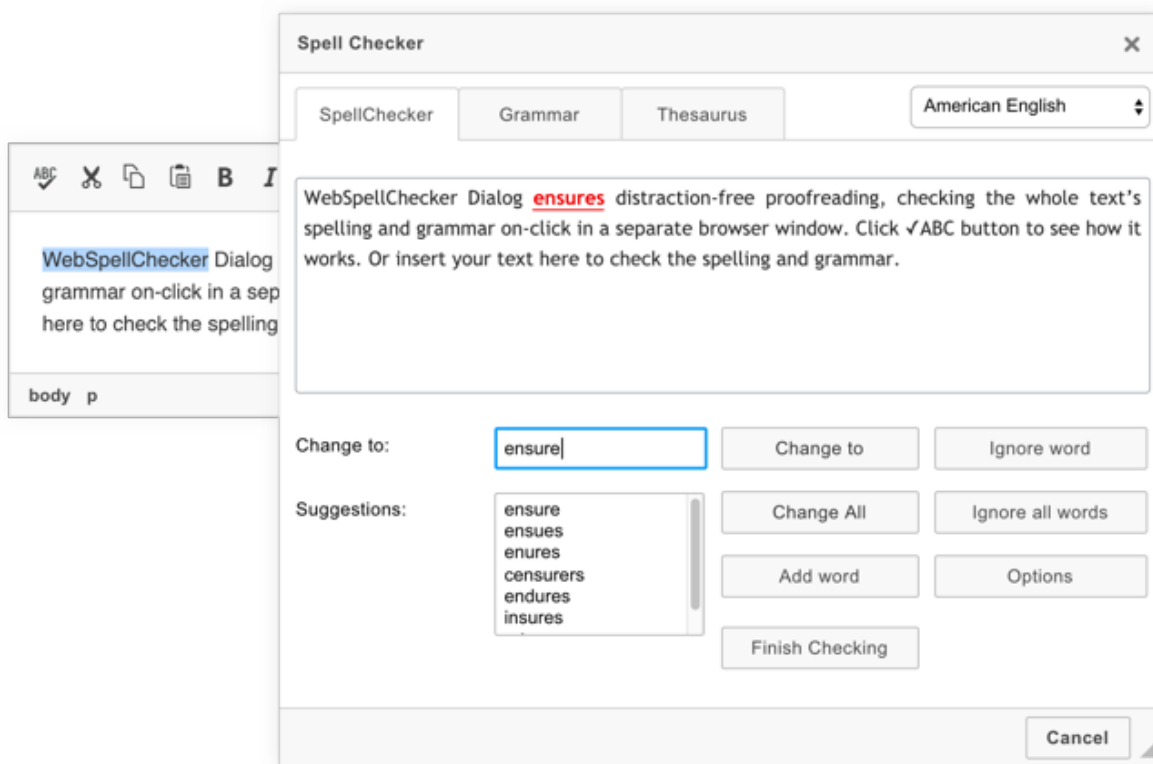 Spell Checker
SpellChecker
Grammar
Thesaurus
American English
ABC
B
I
WebSpellChecker Dialog
grammar on-click in a sep
here to check the spelling
body p
WebSpellChecker Dialog ensures distraction-free proofreading, checking the whole text's
spelling and grammar on-click in a separate browser window. Click ✓ABC button to see how it
works. Or insert your text here to check the spelling and grammar.
Change to:
ensure
Change to
Ignore word
Suggestions:
ensure
ensues
enures
censurers
endures
insures
Change All
Ignore all words
Add word
Options
Finish Checking
Cancel